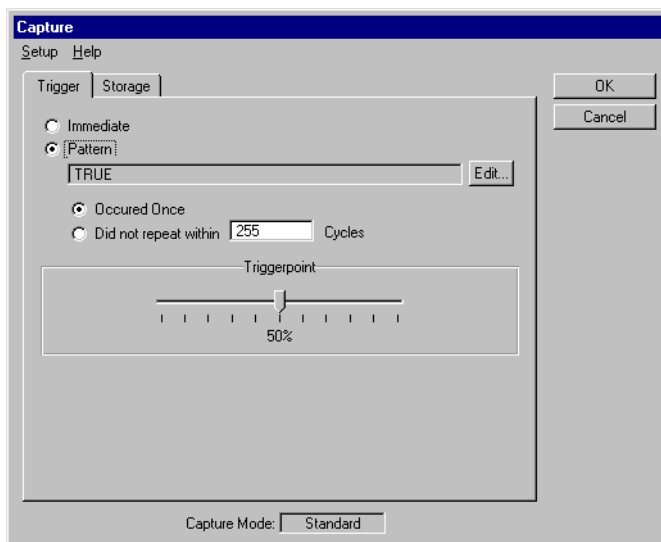 Capture
Setup Help
Trigger Storage
OK
Cancel
Immediate
Pattern
TRUE
Edit...
Occured Once
Did not repeat within 255 Cycles
Triggerpoint
50%
Capture Mode: Standard